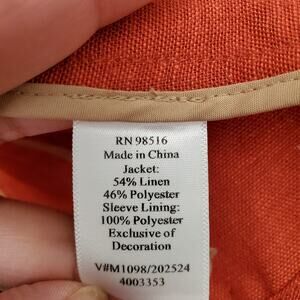 RN 98516
Made in China
Jacket:
54% Linen
46% Polyester
Sleeve Lining:
100% Polyester
Exclusive of
Decoration
V#M1098/202524
4003353